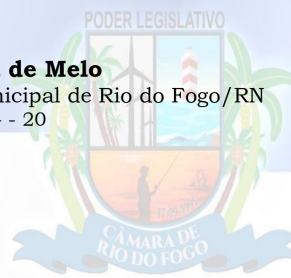 PODER LEGISLATIVO
de Melo
nicipal de Rio do Fogo/RN
- 20
CÂMARA DE
RIO DO FOGO